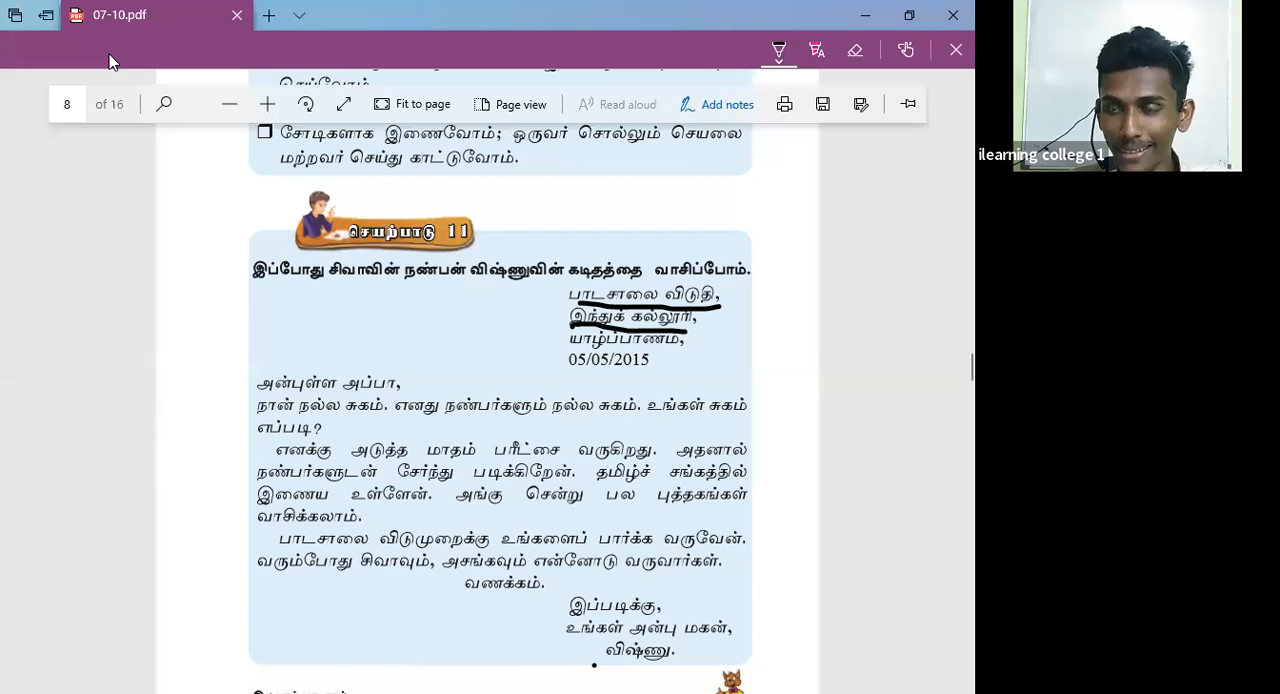 07-10.pdf
8 of 16
Fit to page
Page view
Read aloud
Add notes
செய்வோம்
சோடிகளாக இணைவோம்; ஒருவர் சொல்லும் செயலை
மற்றவர் செய்து காட்டுவோம்.
செயற்பாடு 11
இப்போது சிவாவின் நண்பன் விஷ்ணுவின் கடிதத்தை வாசிப்போம்.
பாடசாலை விடுதி,
இந்துக் கல்லூரி,
யாழ்ப்பாணம்,
05/05/2015
அன்புள்ள அப்பா,
நான் நல்ல சுகம். எனது நண்பர்களும் நல்ல சுகம். உங்கள் சுகம்
எப்படி?
எனக்கு அடுத்த மாதம் பரீட்சை வருகிறது. அதனால்
நண்பர்களுடன் சேர்ந்து படிக்கிறேன். தமிழ்ச் சங்கத்தில்
இணைய உள்ளேன். அங்கு சென்று பல புத்தகங்கள்
வாசிக்கலாம்.
பாடசாலை விடுமுறைக்கு உங்களைப் பார்க்க வருவேன்.
வரும்போது சிவாவும், அசங்கவும் என்னோடு வருவார்கள்.
வணக்கம்.
இப்படிக்கு,
உங்கள் அன்பு மகன்,
விஷ்ணு.
ilearning college 1